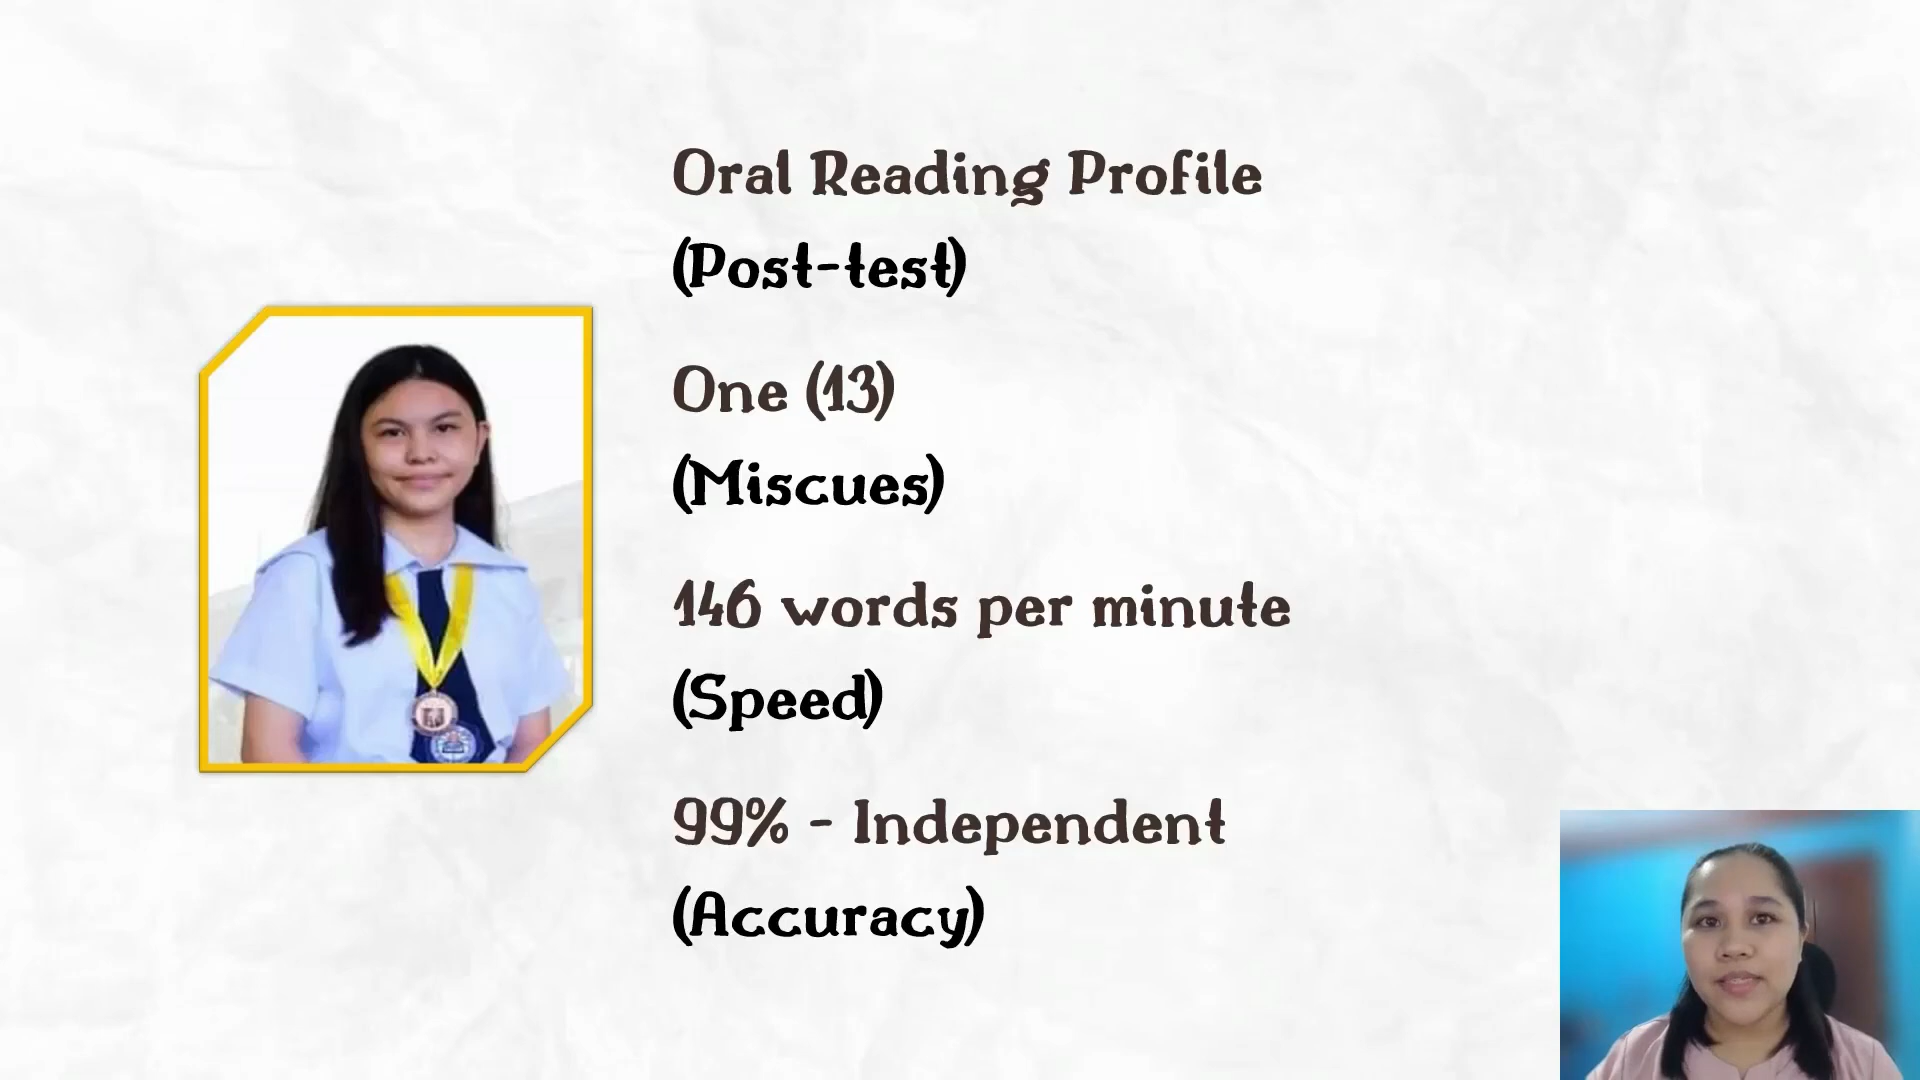 Oral Reading Profile
(Post-test)
One (13)
(Miscues)
146 words per minute
(Speed)
99% - Independent
(Accuracy)